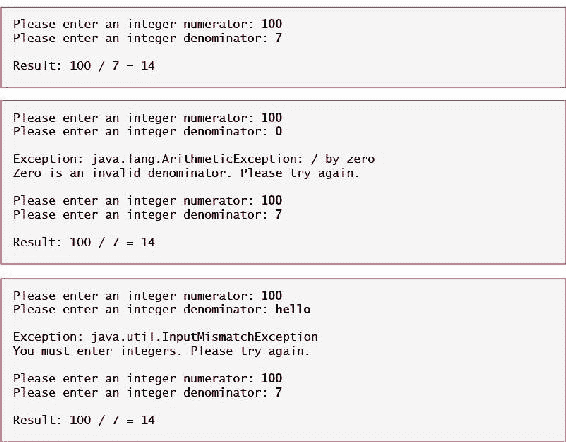 Please enter an integer numerator: 100
Please enter an integer denominator: 7
Result: 100 / 7 = 14
Please enter an integer numerator: 100
Please enter an integer denominator: 0
Exception: java.lang.ArithmeticException: / by zero
Zero is an invalid denominator. Please try again.
Please enter an integer numerator: 100
Please enter an integer denominator: 7
Result: 100 / 7 = 14
Please enter an integer numerator: 100
Please enter an integer denominator: hello
Exception: java.util.InputMismatchException
You must enter integers. Please try again.
Please enter an integer numerator: 100
Please enter an integer denominator: 7
Result: 100 / 7 = 14